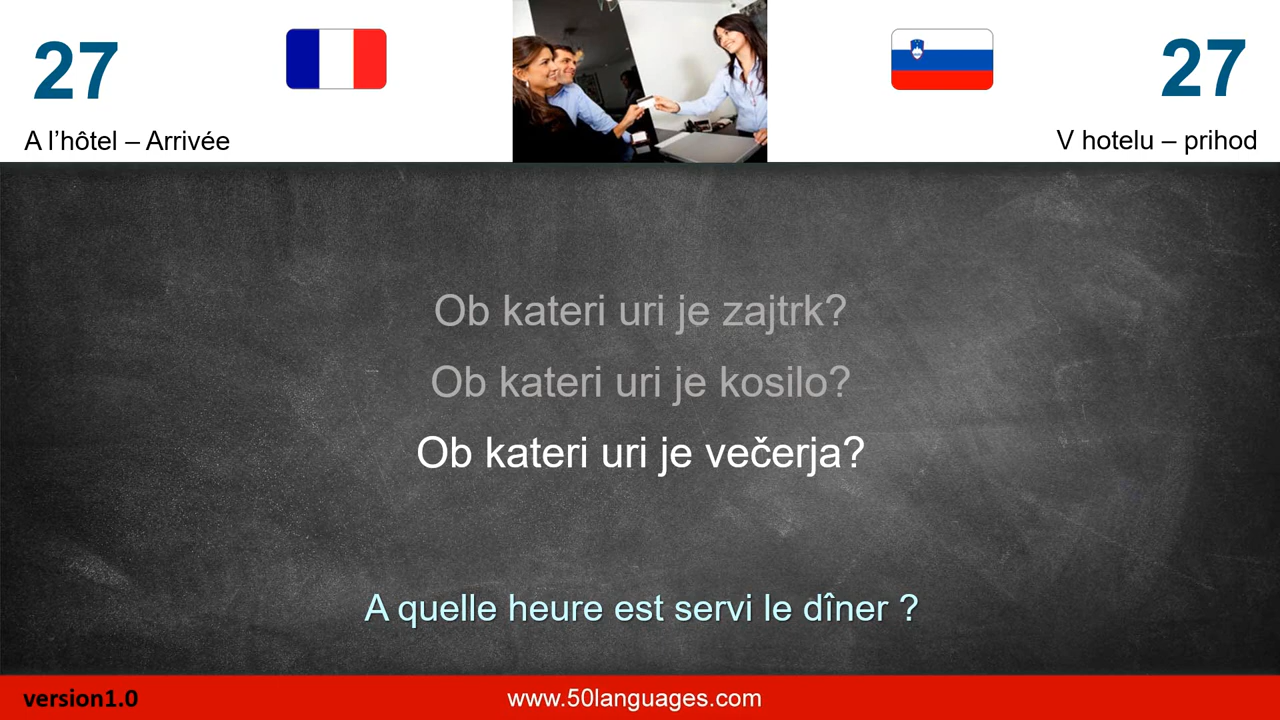 27
27
A l’hôtel – Arrivée
V hotelu – prihod
Ob kateri uri je zajtrk?
Ob kateri uri je kosilo?
Ob kateri uri je večerja?
A quelle heure est servi le dîner ?
version1.0
www.50languages.com